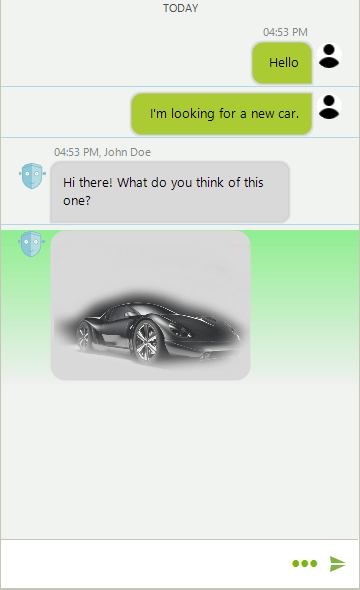 TODAY
04:53 PM
Hello
I'm looking for a new car.
04:53 PM, John Doe
Hi there! What do you think of this
one?